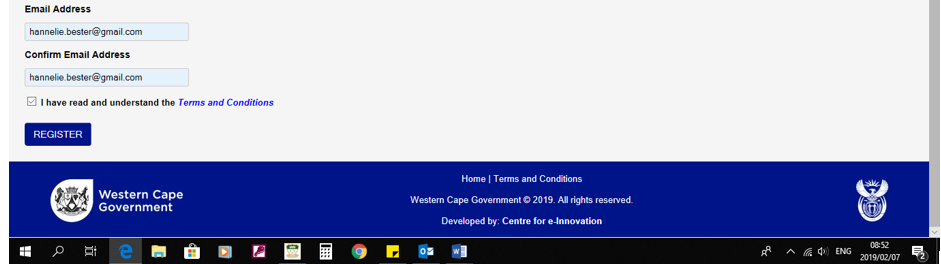 Email Address
hannelie.bester@gmail.com
Confirm Email Address
hannelie.bester@gmail.com
I have read and understand the Terms and Conditions
REGISTER
Home | Terms and Conditions
Western Cape
Government
Western Cape Government © 2019. All rights reserved.
Developed by: Centre for e-Innovation
ENG
08:52
2019/02/07
2